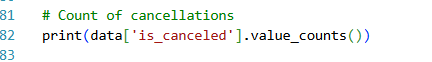 81 # Count of cancellations
82 print(data['is_canceled'].value_counts())
83